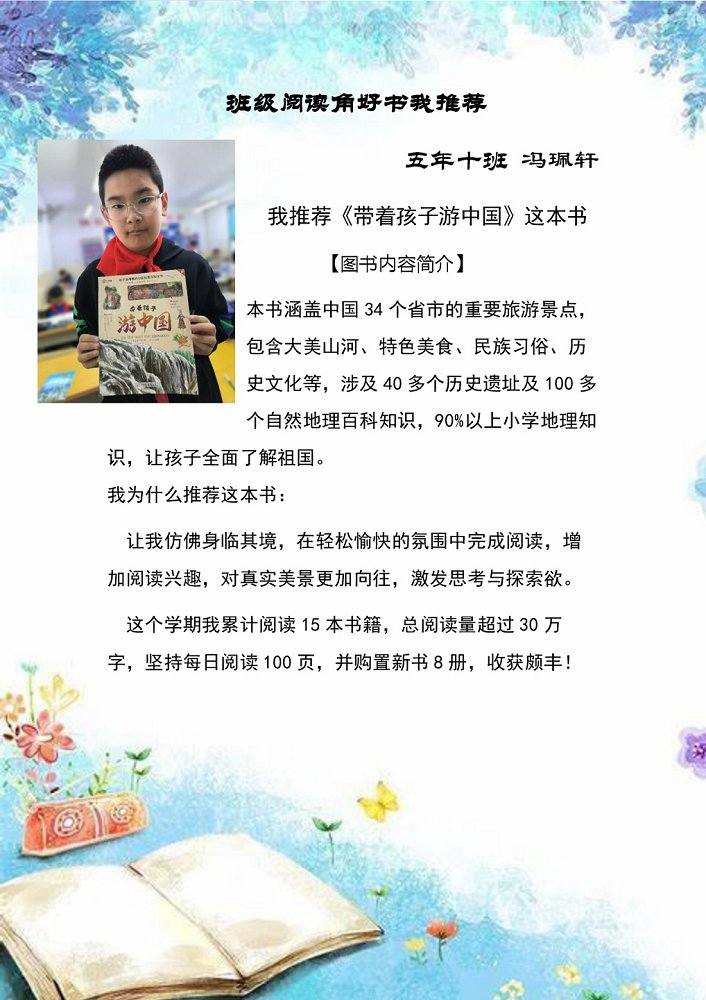 班级阅读角好书我推荐
五年十班 冯珮轩
我推荐《带着孩子游中国》这本书
【图书内容简介】
本书涵盖中国 34 个省市的重要旅游景点，
包含大美山河、特色美食、民族习俗、历
史文化等，涉及 40 多个历史遗址及 100 多
个自然地理百科知识，90%以上小学地理知
识，让孩子全面了解祖国。
我为什么推荐这本书：
让我仿佛身临其境，在轻松愉快的氛围中完成阅读，增
加阅读兴趣，对真实美景更加向往，激发思考与探索欲。
这个学期我累计阅读 15 本书籍，总阅读量超过 30 万
字，坚持每日阅读 100 页，并购置新书 8 册，收获颇丰！
带着孩子
游中国